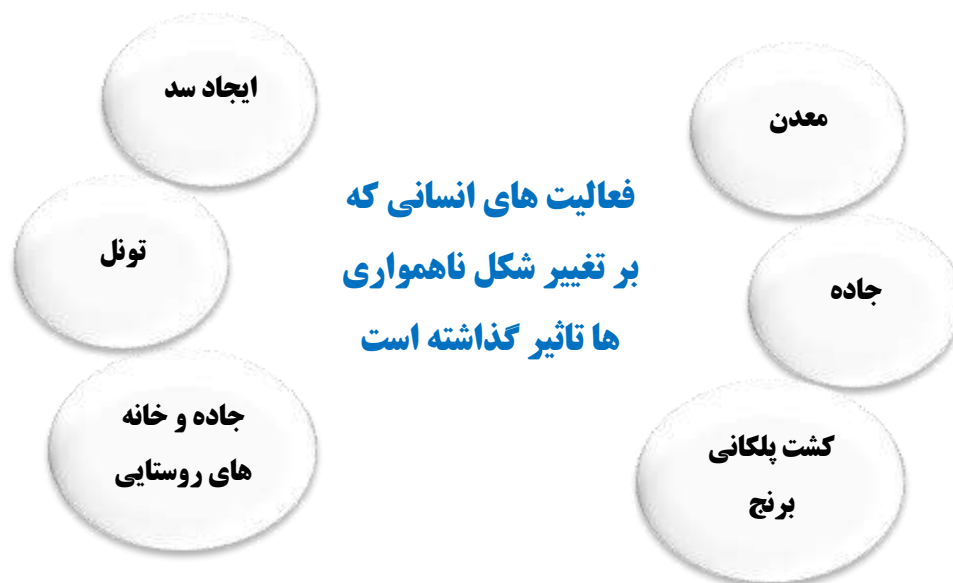 معدن
جاده
کشت پلکانی
برنج
فعالیت های انسانی که
بر تغییر شکل ناهمواری
ها تاثیر گذاشته است
ایجاد سد
تونل
جاده و خانه
های روستایی